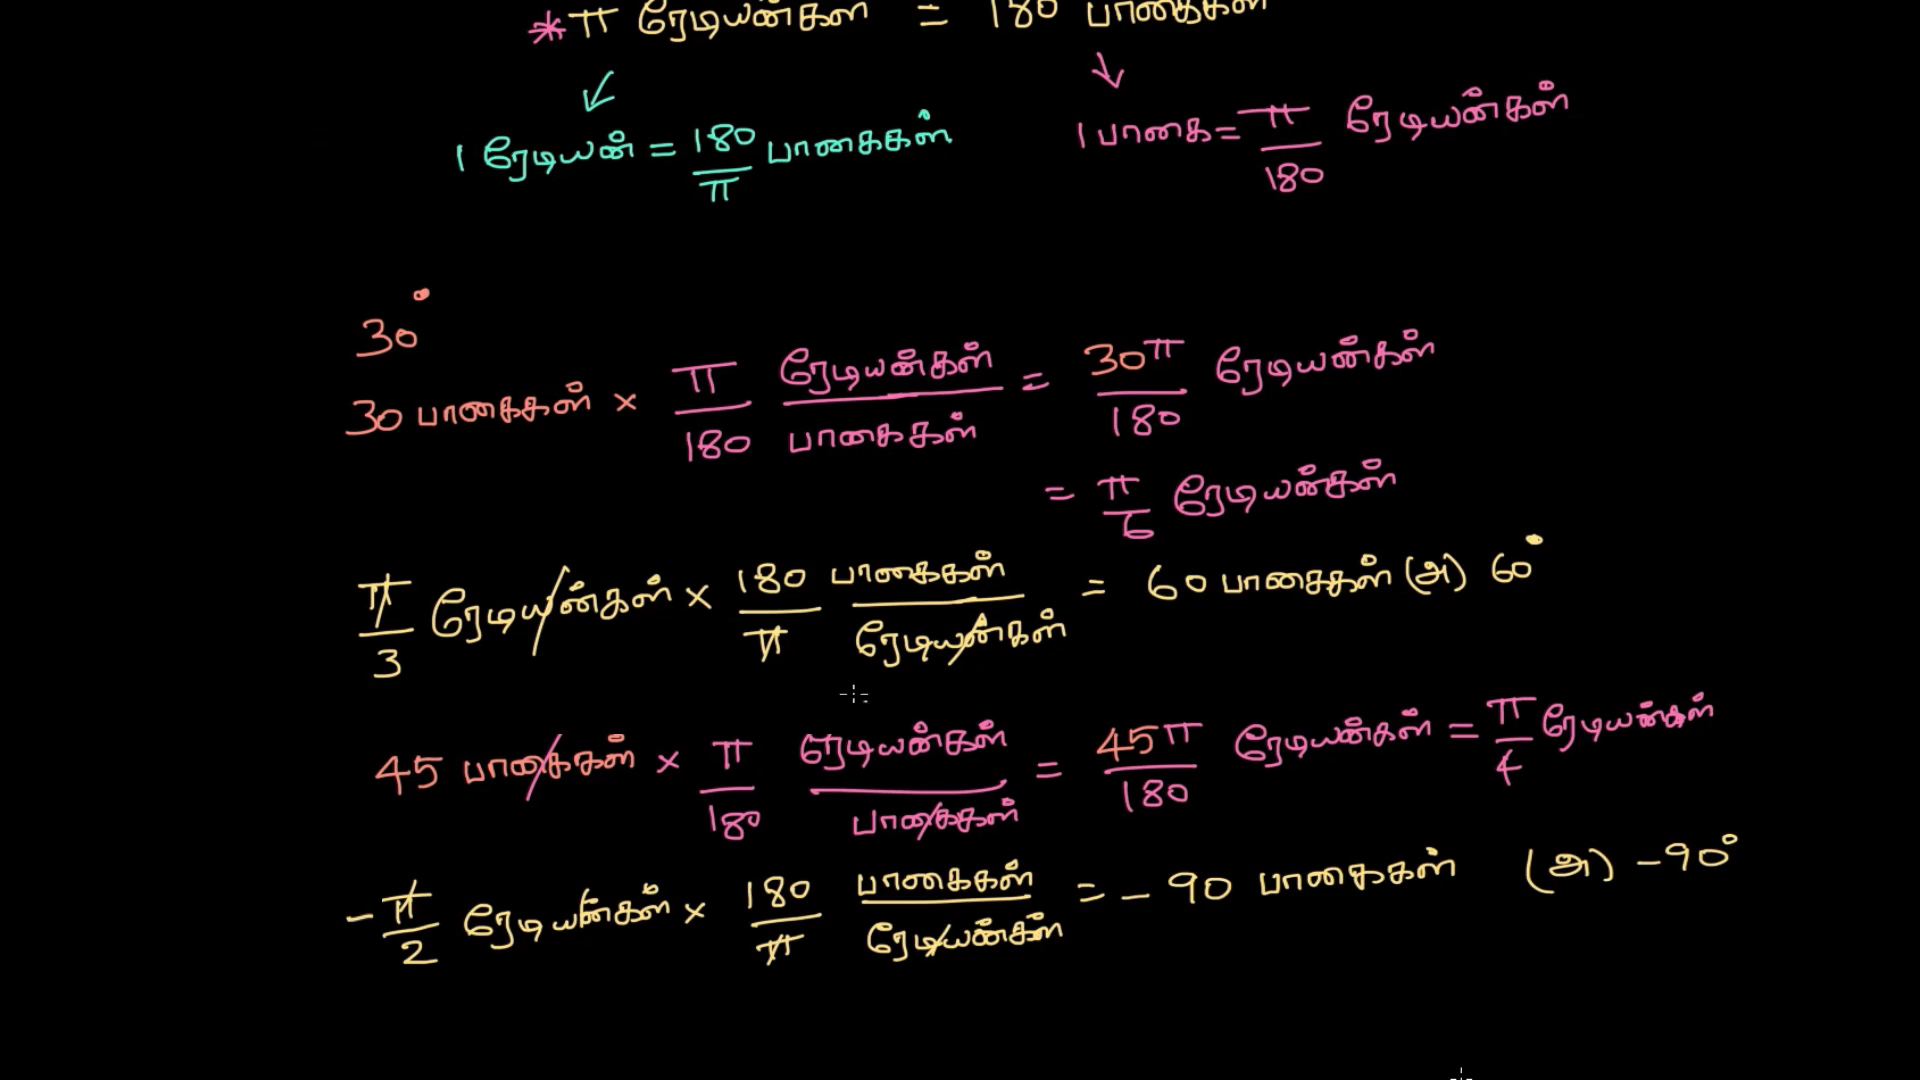 * π ரேடியன்கள் = 180 பாகைகள்
1 ரேடியன் = 180/π பாகைகள் 1 பாகை = π/180 ரேடியன்கள்
30°
30 பாகைகள் × π/180 ரேடியன்கள்/பாகைகள் = 30π/180 ரேடியன்கள்
= π/6 ரேடியன்கள்
π/3 ரேடியன்கள் × 180/π பாகைகள்/ரேடியன்கள் = 60 பாகைகள் (அ) 60°
45 பாகைகள் × π/180 ரேடியன்கள்/பாகைகள் = 45π/180 ரேடியன்கள் = π/4 ரேடியன்கள்
-π/2 ரேடியன்கள் × 180/π பாகைகள்/ரேடியன்கள் = -90 பாகைகள் (அ) -90°